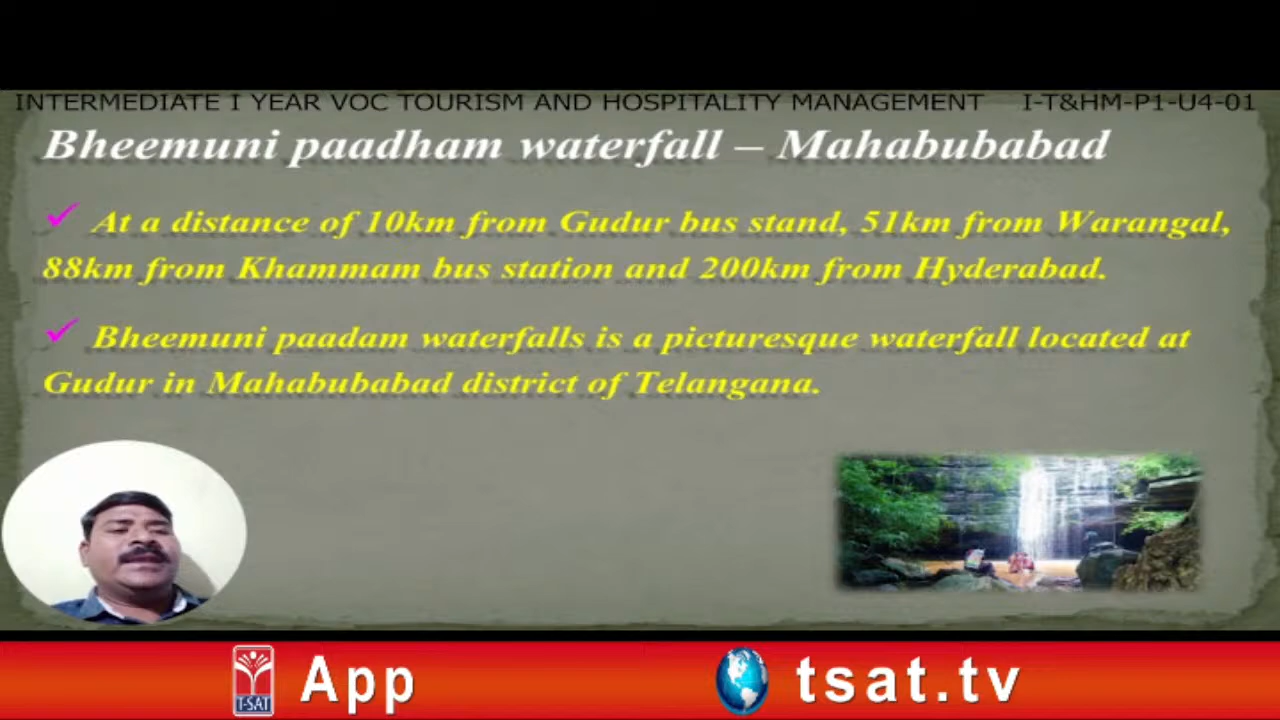 INTERMEDIATE I YEAR VOC TOURISM AND HOSPITALITY MANAGEMENT I-T&HM-P1-U4-01
Bheemuni paadham waterfall – Mahabubabad
✓ At a distance of 10km from Gudur bus stand, 51km from Warangal,
88km from Khammam bus station and 200km from Hyderabad.
✓ Bheemuni paadam waterfalls is a picturesque waterfall located at
Gudur in Mahabubabad district of Telangana.
T-SAT App tsat.tv